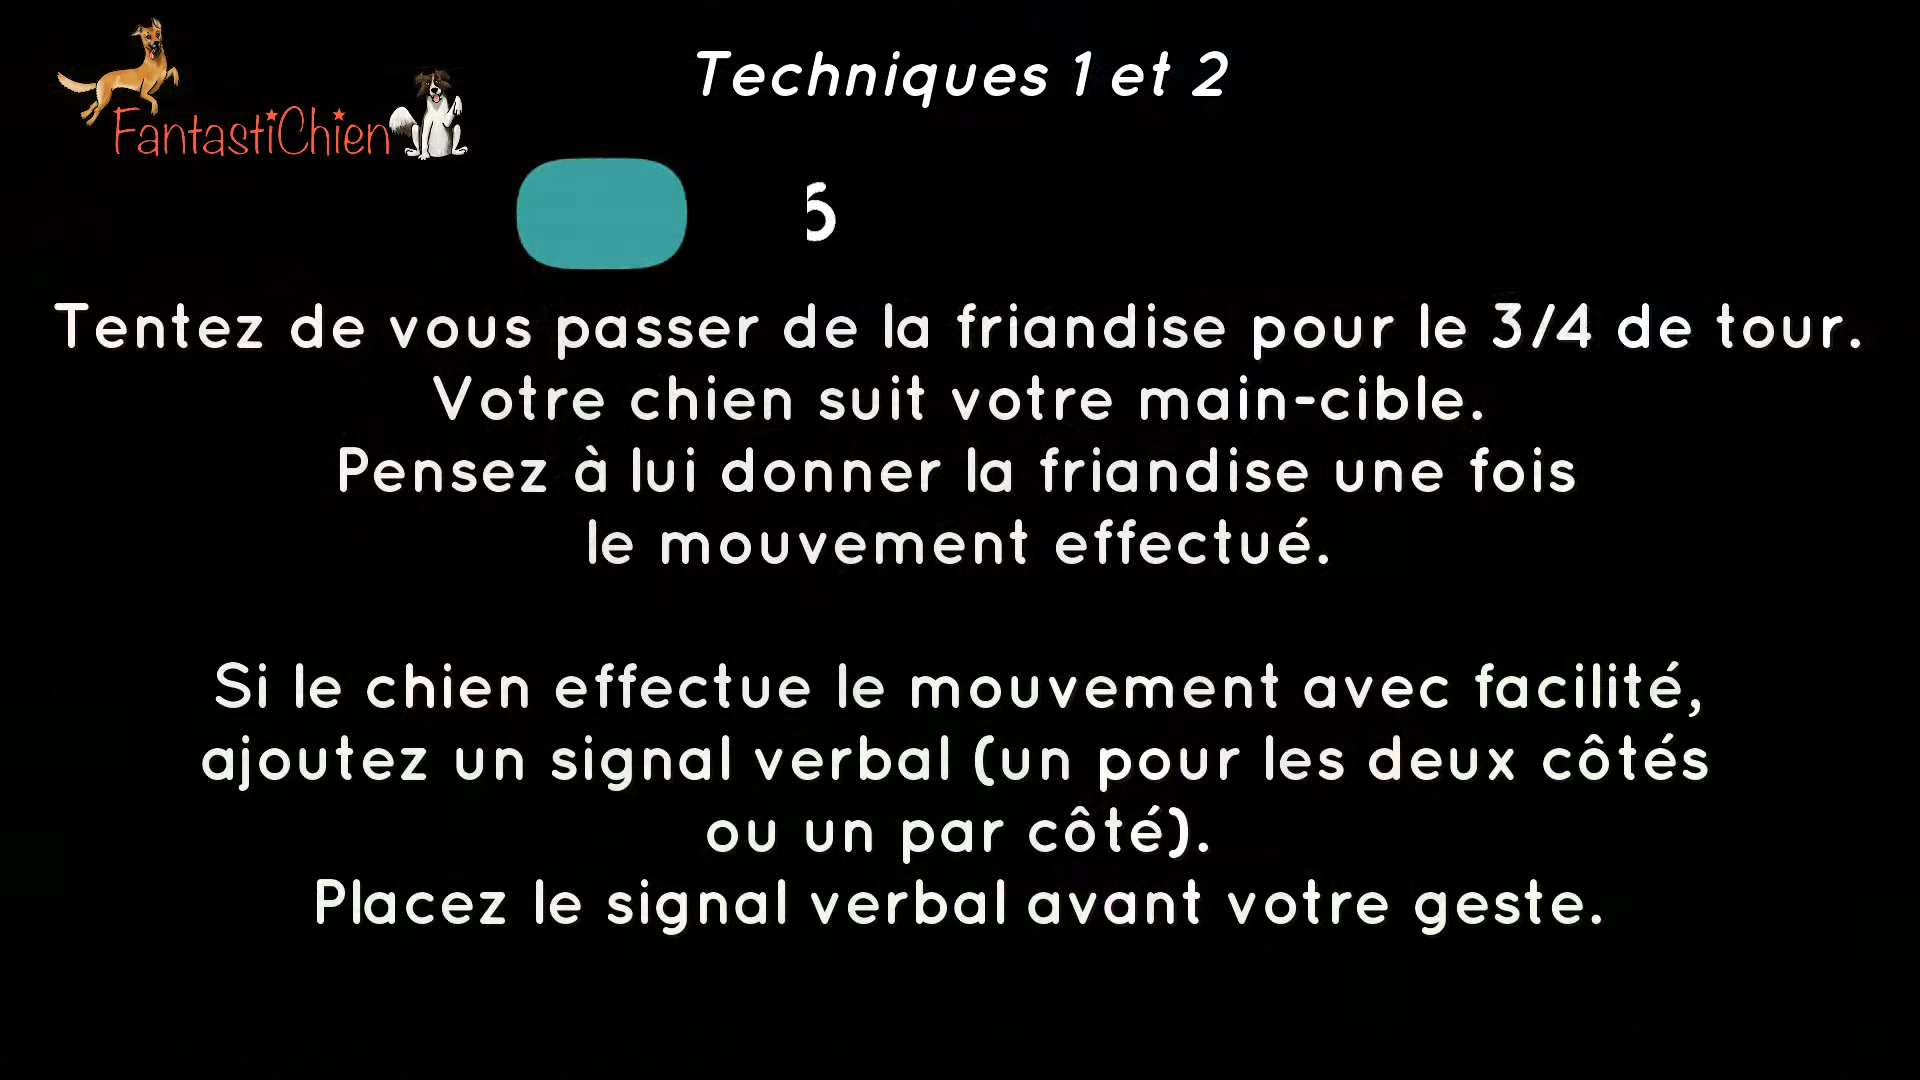 Techniques 1 et 2
FantastiChien
Tentez de vous passer de la friandise pour le 3/4 de tour.
Votre chien suit votre main-cible.
Pensez à lui donner la friandise une fois
le mouvement effectué.
Si le chien effectue le mouvement avec facilité,
ajoutez un signal verbal (un pour les deux côtés
ou un par côté).
Placez le signal verbal avant votre geste.